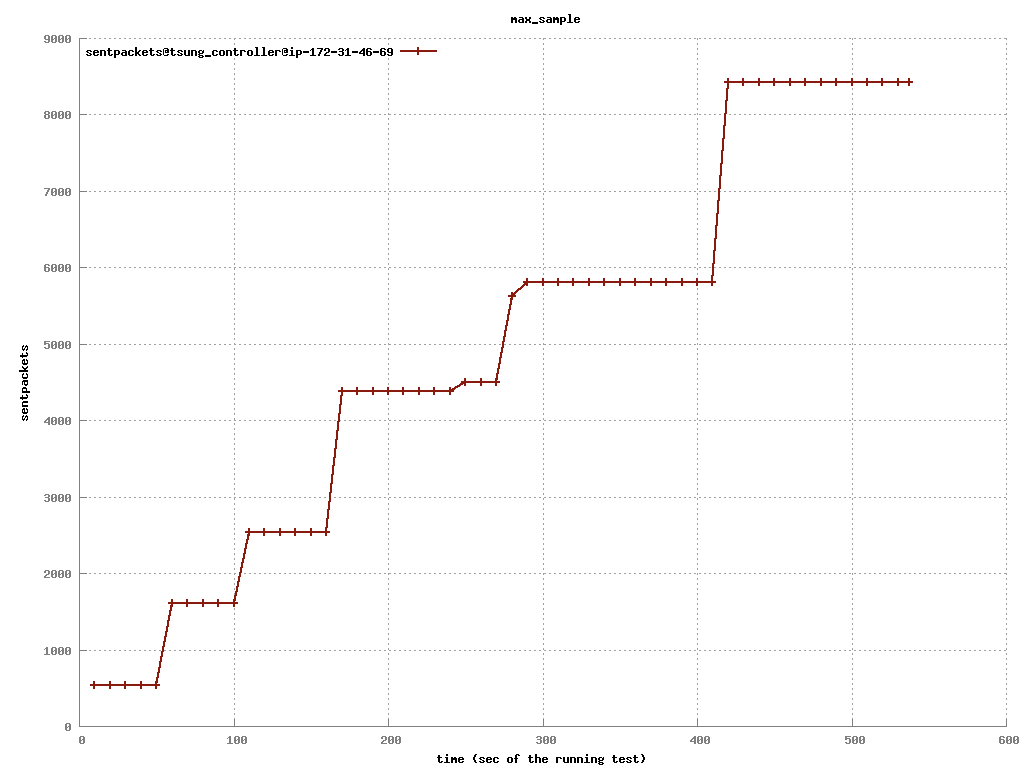 max_sample
sentpackets@tsung_controller@ip-172-31-46-69
9000
8000
7000
6000
5000
4000
3000
2000
1000
0
sentpackets
0 100 200 300 400 500 600
time (sec of the running test)